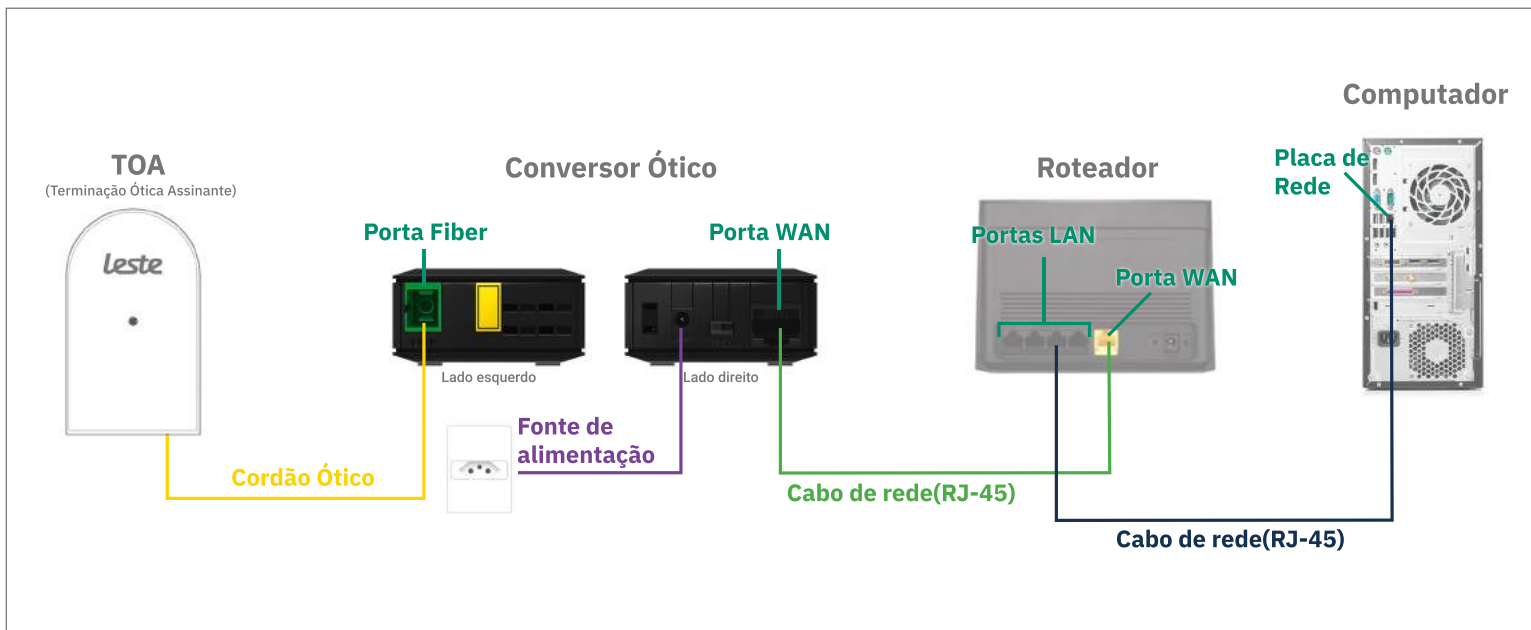 Computador
TOA
(Terminação Ótica Assinante)
Conversor Ótico
Roteador
Placa de
Rede
leste
Porta Fiber
Porta WAN
Portas LAN
Porta WAN
Lado esquerdo
Lado direito
Fonte de
alimentação
Cordão Ótico
Cabo de rede(RJ-45)
Cabo de rede(RJ-45)